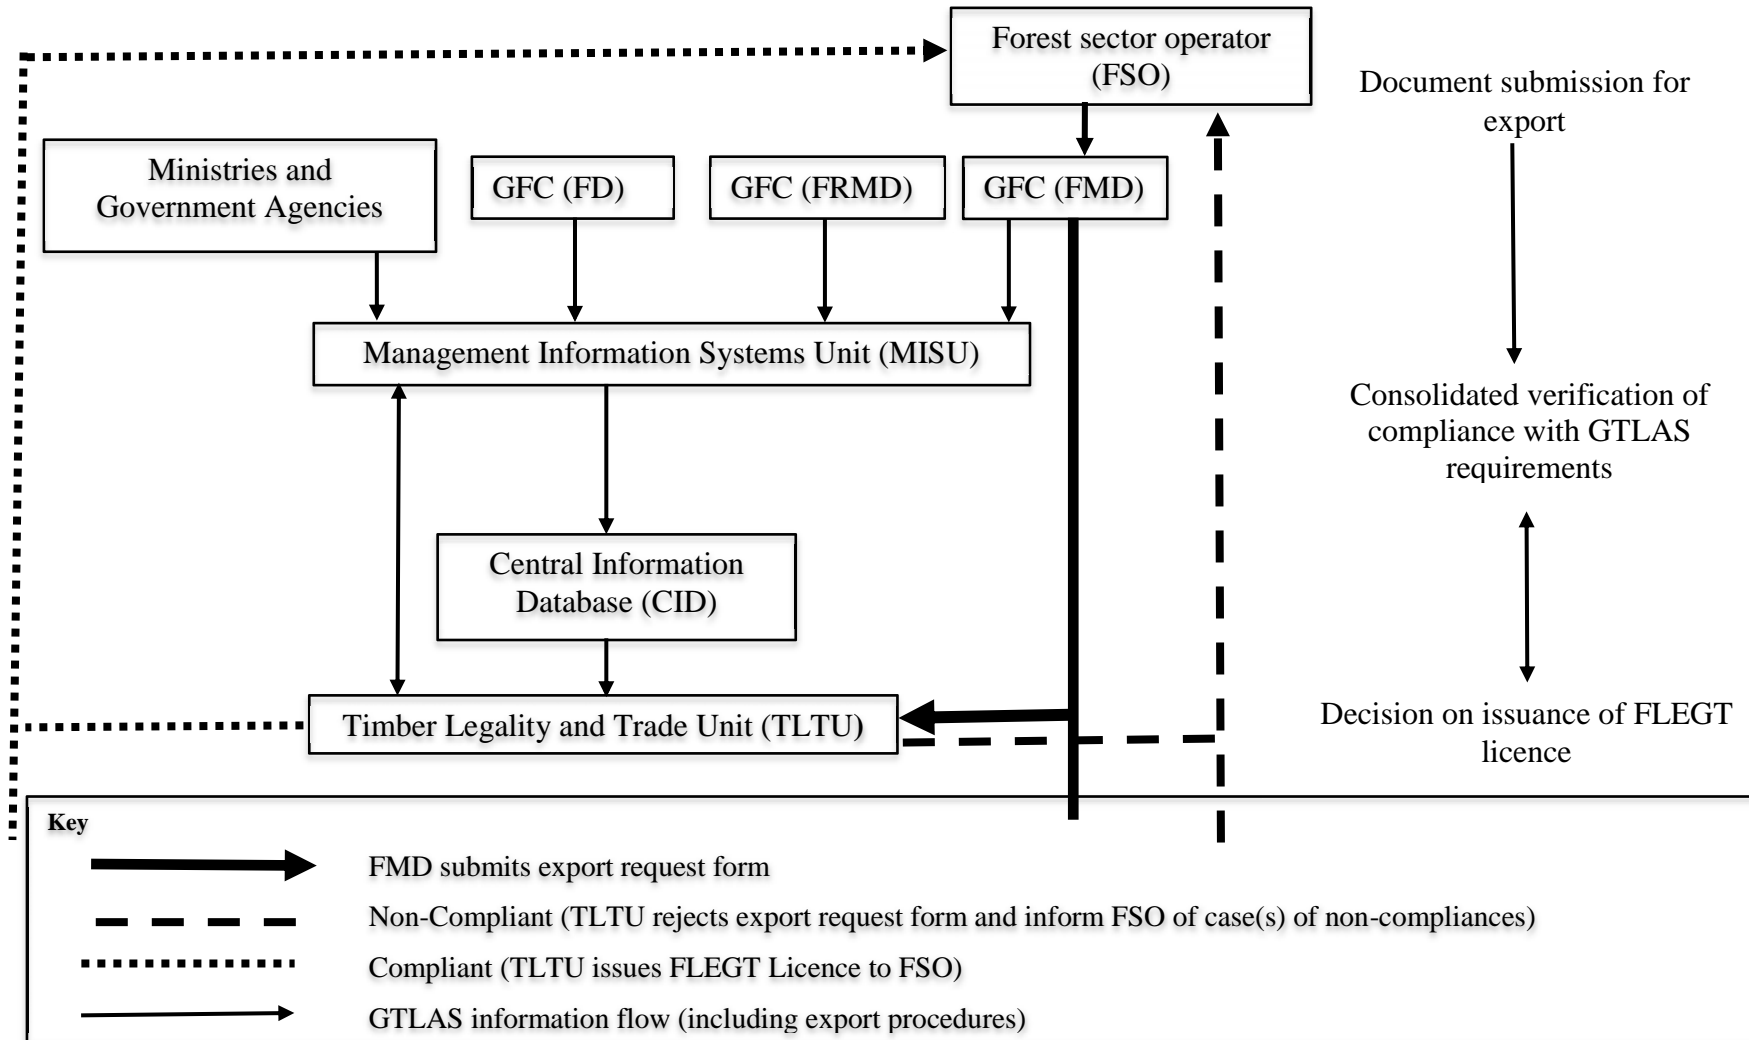 Forest sector operator
(FSO)
Document submission for
export
Ministries and
Government Agencies
GFC (FD)
GFC (FRMD)
GFC (FMD)
Management Information Systems Unit (MISU)
Consolidated verification of
compliance with GTLAS
requirements
Central Information
Database (CID)
Timber Legality and Trade Unit (TLTU)
Decision on issuance of FLEGT
licence
Key
FMD submits export request form
Non-Compliant (TLTU rejects export request form and inform FSO of case(s) of non-compliances)
Compliant (TLTU issues FLEGT Licence to FSO)
GTLAS information flow (including export procedures)